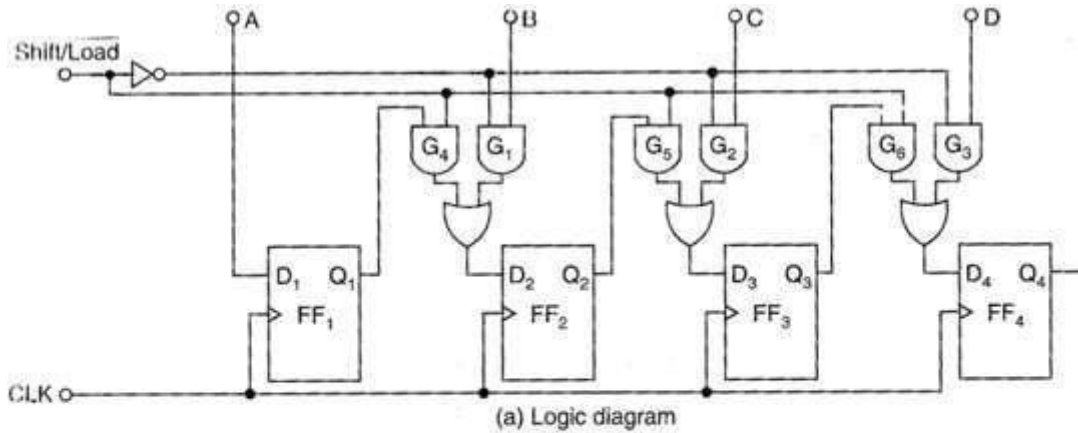 A B C D
Shift/Load
G₄ G₁ G₅ G₂ G₆ G₃
D₁ Q₁ D₂ Q₂ D₃ Q₃ D₄ Q₄
FF₁ FF₂ FF₃ FF₄
CLK
(a) Logic diagram